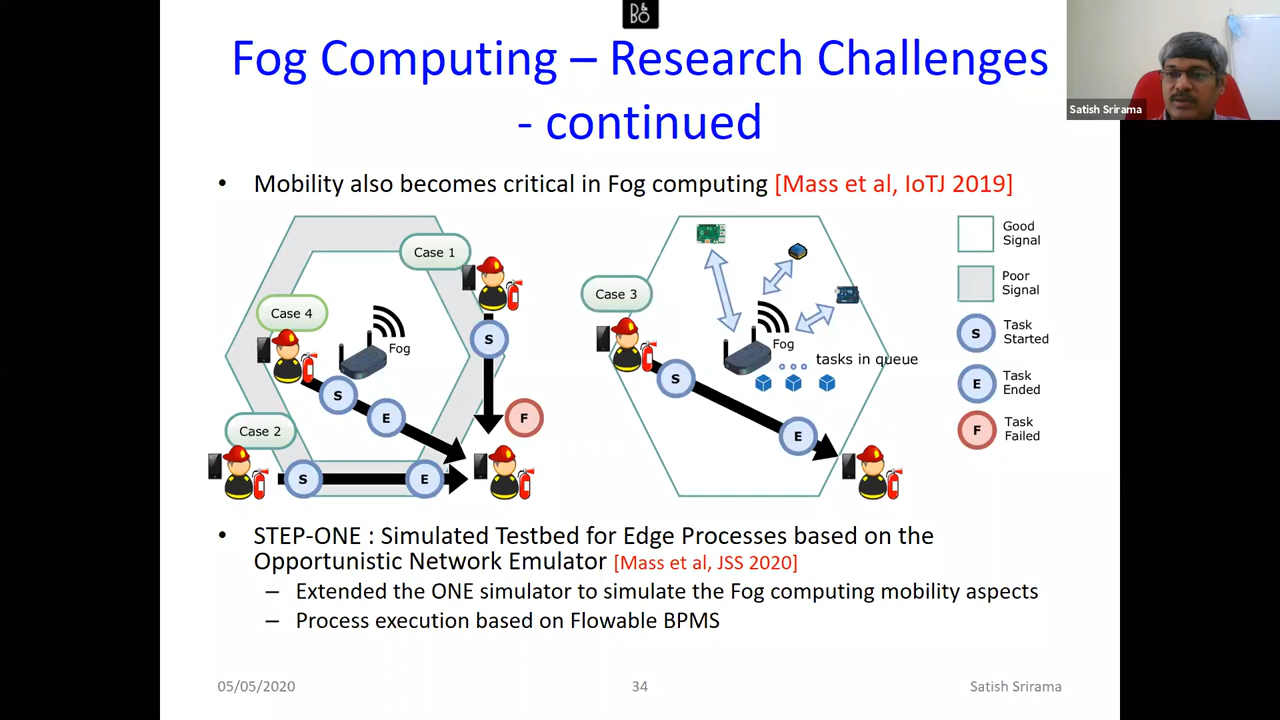 B&O
Fog Computing – Research Challenges
- continued
Satish Srirama
• Mobility also becomes critical in Fog computing [Mass et al, IoTJ 2019]
Case 1
Case 4
Fog
S
S
E
F
Case 2
S
E
Case 3
Fog
tasks in queue
S
E
Good
Signal
Poor
Signal
S
Task
Started
E
Task
Ended
F
Task
Failed
• STEP-ONE : Simulated Testbed for Edge Processes based on the
Opportunistic Network Emulator [Mass et al, JSS 2020]
– Extended the ONE simulator to simulate the Fog computing mobility aspects
– Process execution based on Flowable BPMS
05/05/2020
34
Satish Srirama